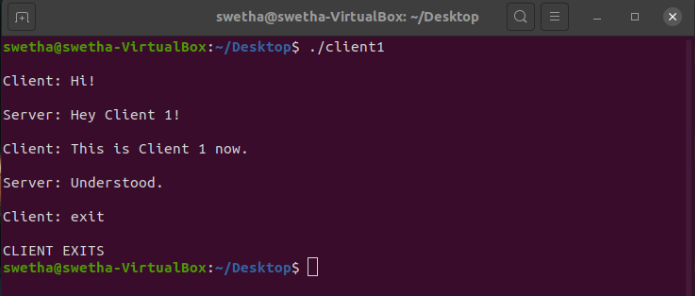 swetha@swetha-VirtualBox: ~/Desktop
swetha@swetha-VirtualBox:~/Desktop$ ./client1
Client: Hi!
Server: Hey Client 1!
Client: This is Client 1 now.
Server: Understood.
Client: exit
CLIENT EXITS
swetha@swetha-VirtualBox:~/Desktop$